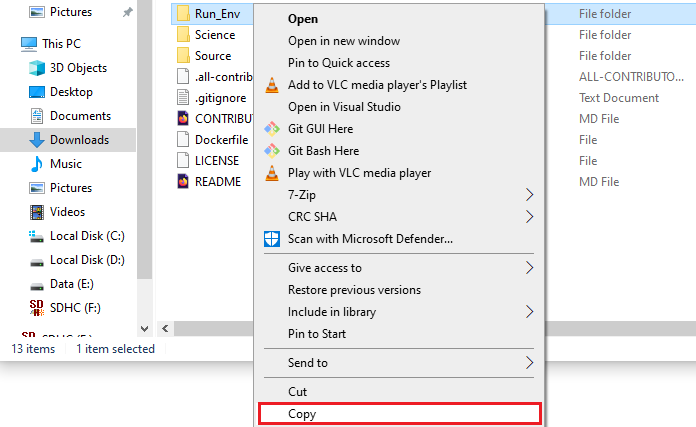 Pictures
This PC
3D Objects
Desktop
Documents
Downloads
Music
Pictures
Videos
Local Disk (C:)
Local Disk (D:)
Data (E:)
SDHC (F:)
13 items 1 item selected
Run_Env
Science
Source
.all-contrib
.gitignore
CONTRIBUT
Dockerfile
LICENSE
README
Open
Open in new window
Pin to Quick access
Add to VLC media player's Playlist
Open in Visual Studio
Git GUI Here
Git Bash Here
Play with VLC media player
7-Zip
CRC SHA
Scan with Microsoft Defender...
Give access to
Restore previous versions
Include in library
Pin to Start
Send to
Cut
Copy
File folder
File folder
File folder
ALL-CONTRIBUTO...
Text Document
MD File
File
File
MD File